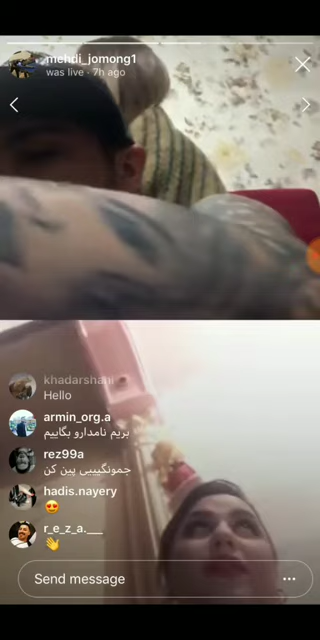 mehdi_jomong1
was live · 7h ago
khadarshahi
Hello
armin_org.a
بریم نامدارو بگاییم
rez99a
جمونگیییی پین کن
hadis.nayery
😍
r_e_z_a.___
👋
Send message